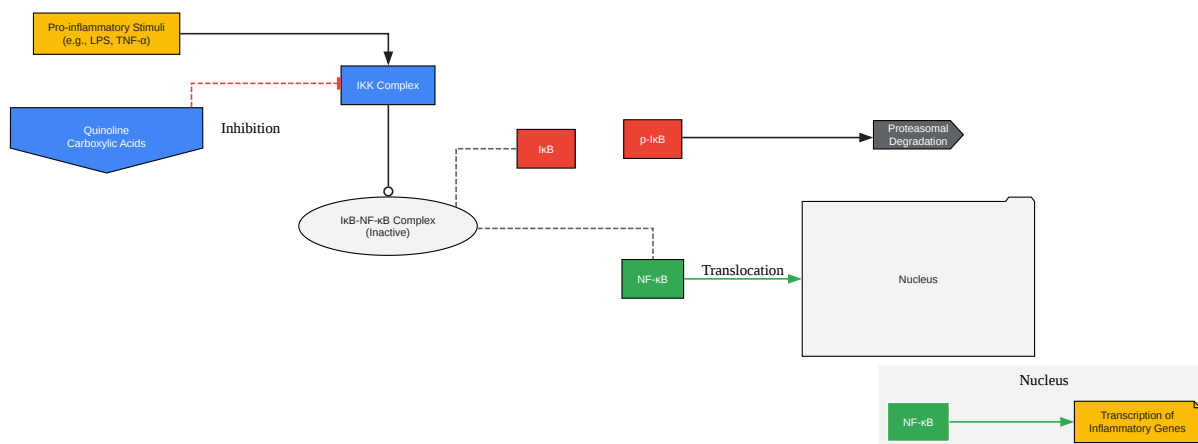 Pro-inflammatory Stimuli
(e.g., LPS, TNF-α)
IKK Complex
Quinoline
Carboxylic Acids
Inhibition
IκB
p-IκB
Proteasomal
Degradation
IκB-NF-κB Complex
(Inactive)
NF-κB
Translocation
Nucleus
Nucleus
NF-κB
Transcription of
Inflammatory Genes